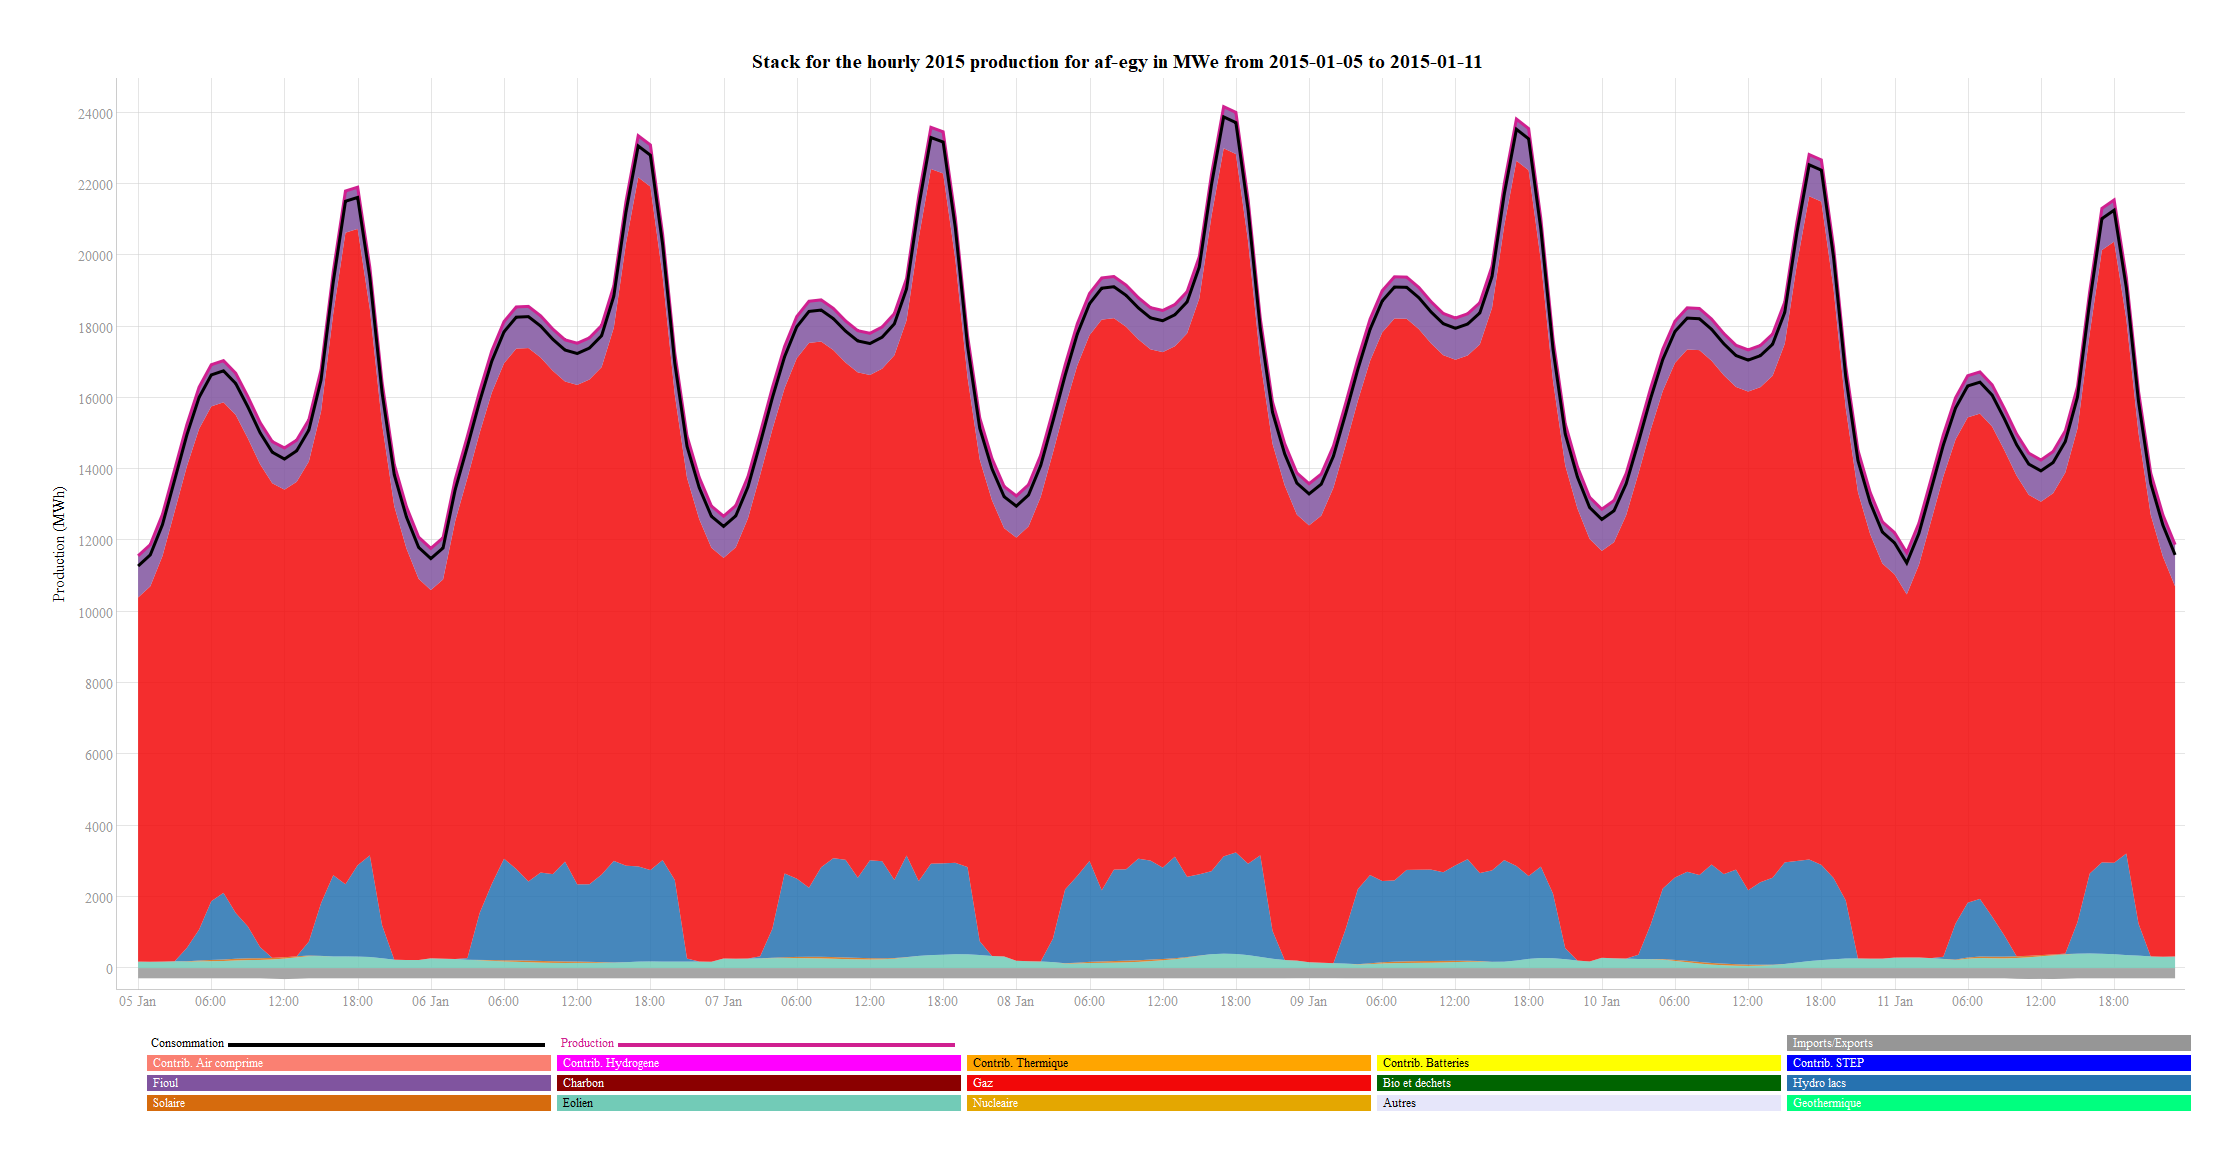 Stack for the hourly 2015 production for af-egy in MWe from 2015-01-05 to 2015-01-11
24000
22000
20000
18000
16000
14000
12000
10000
8000
6000
4000
2000
0
Production (MWh)
05 Jan 06:00 12:00 18:00 06 Jan 06:00 12:00 18:00 07 Jan 06:00 12:00 18:00 08 Jan 06:00 12:00 18:00 09 Jan 06:00 12:00 18:00 10 Jan 06:00 12:00 18:00 11 Jan 06:00 12:00 18:00
Consommation Production Imports/Exports
Contrib. Air comprime Contrib. Hydrogene Contrib. Thermique Contrib. Batteries Contrib. STEP
Fioul Charbon Gaz Bio et dechets Hydro lacs
Solaire Eolien Nucleaire Autres Geothermique